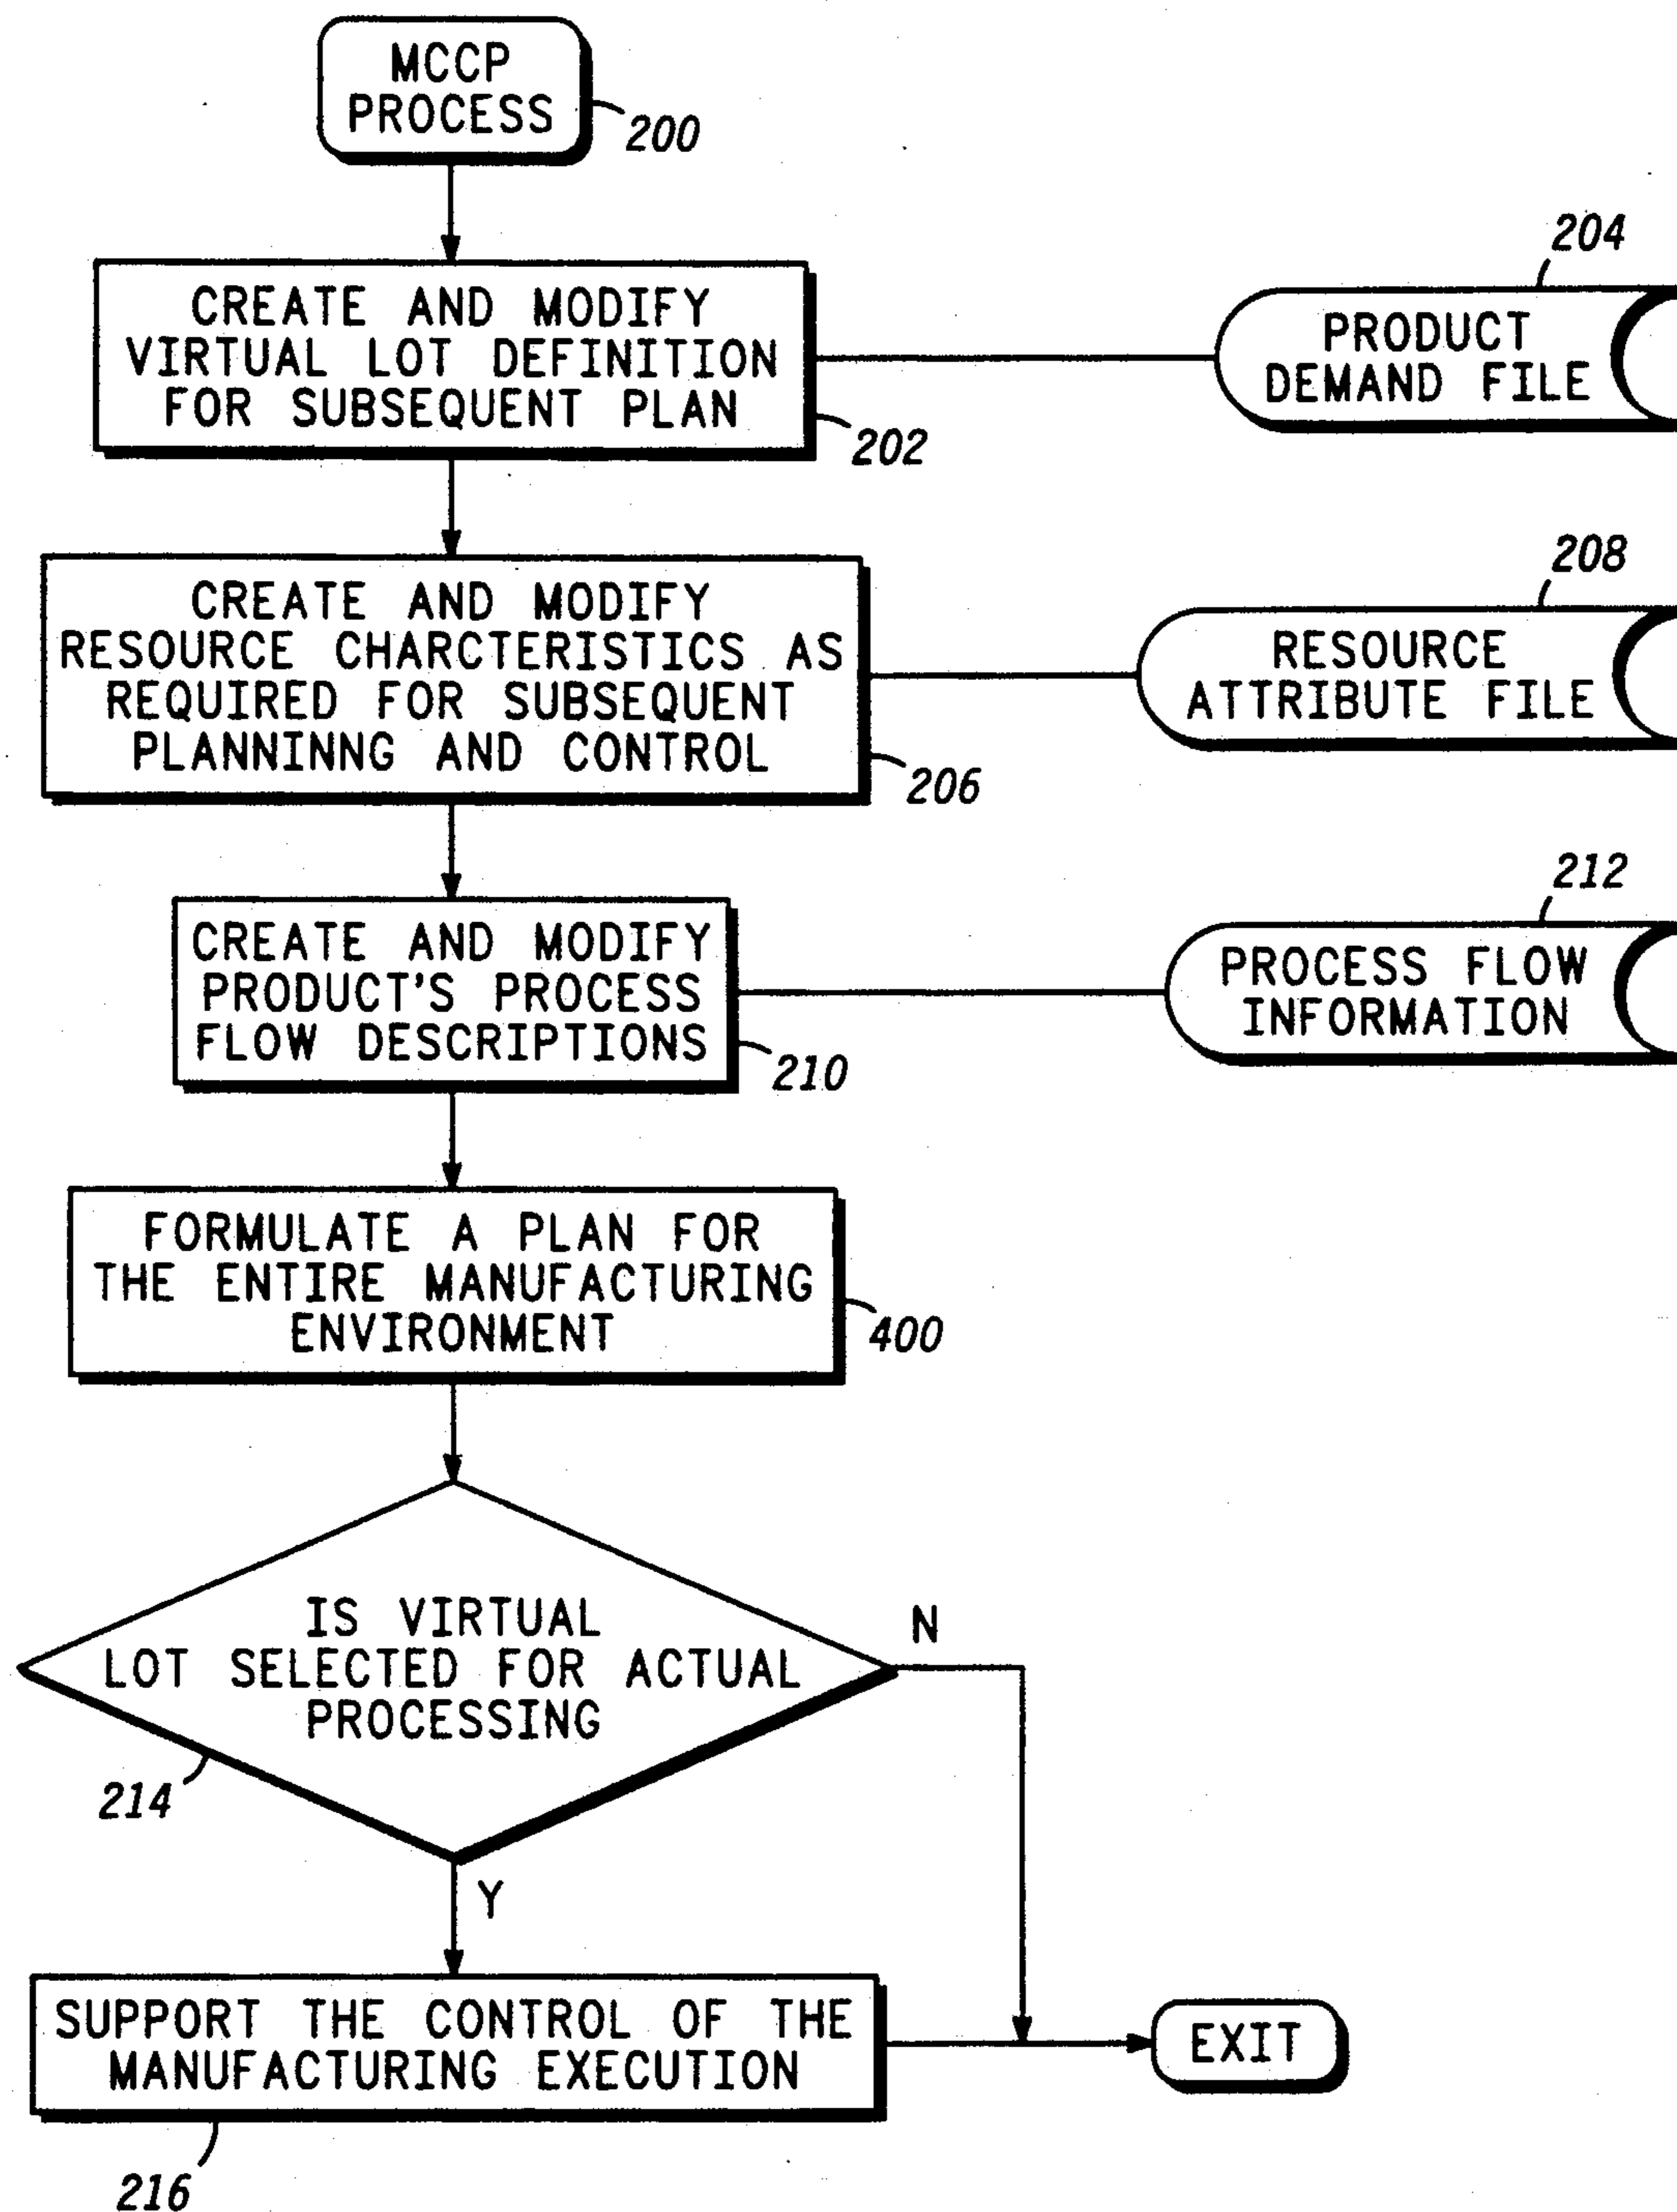 MCCP
PROCESS
200
204
CREATE AND MODIFY
VIRTUAL LOT DEFINITION
FOR SUBSEQUENT PLAN
202
PRODUCT
DEMAND FILE
208
CREATE AND MODIFY
RESOURCE CHARCTERISTICS AS
REQUIRED FOR SUBSEQUENT
PLANNINNG AND CONTROL
206
RESOURCE
ATTRIBUTE FILE
212
CREATE AND MODIFY
PRODUCT'S PROCESS
FLOW DESCRIPTIONS
210
PROCESS FLOW
INFORMATION
FORMULATE A PLAN FOR
THE ENTIRE MANUFACTURING
ENVIRONMENT
400
IS VIRTUAL
LOT SELECTED FOR ACTUAL
PROCESSING
N
214
Y
SUPPORT THE CONTROL OF THE
MANUFACTURING EXECUTION
EXIT
216